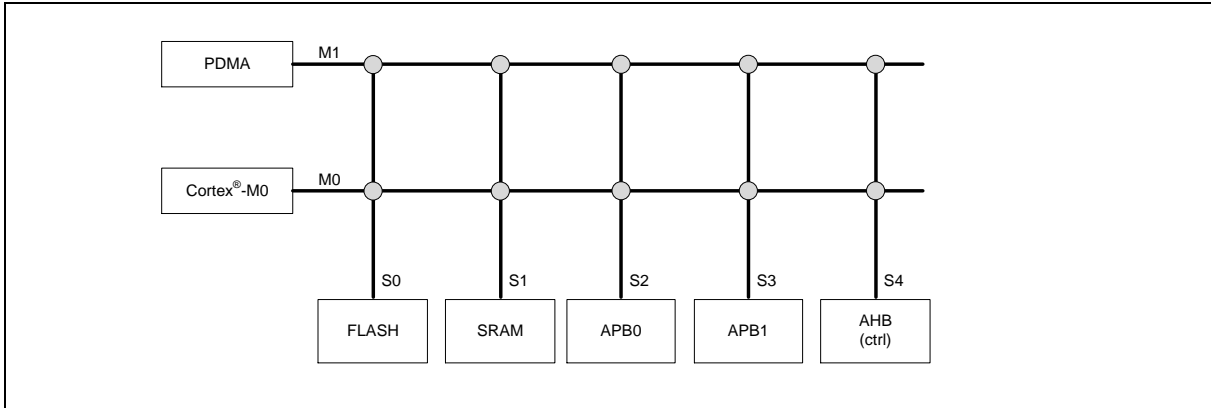 PDMA
M1
Cortex®-M0
M0
S0
S1
S2
S3
S4
FLASH
SRAM
APB0
APB1
AHB
(ctrl)